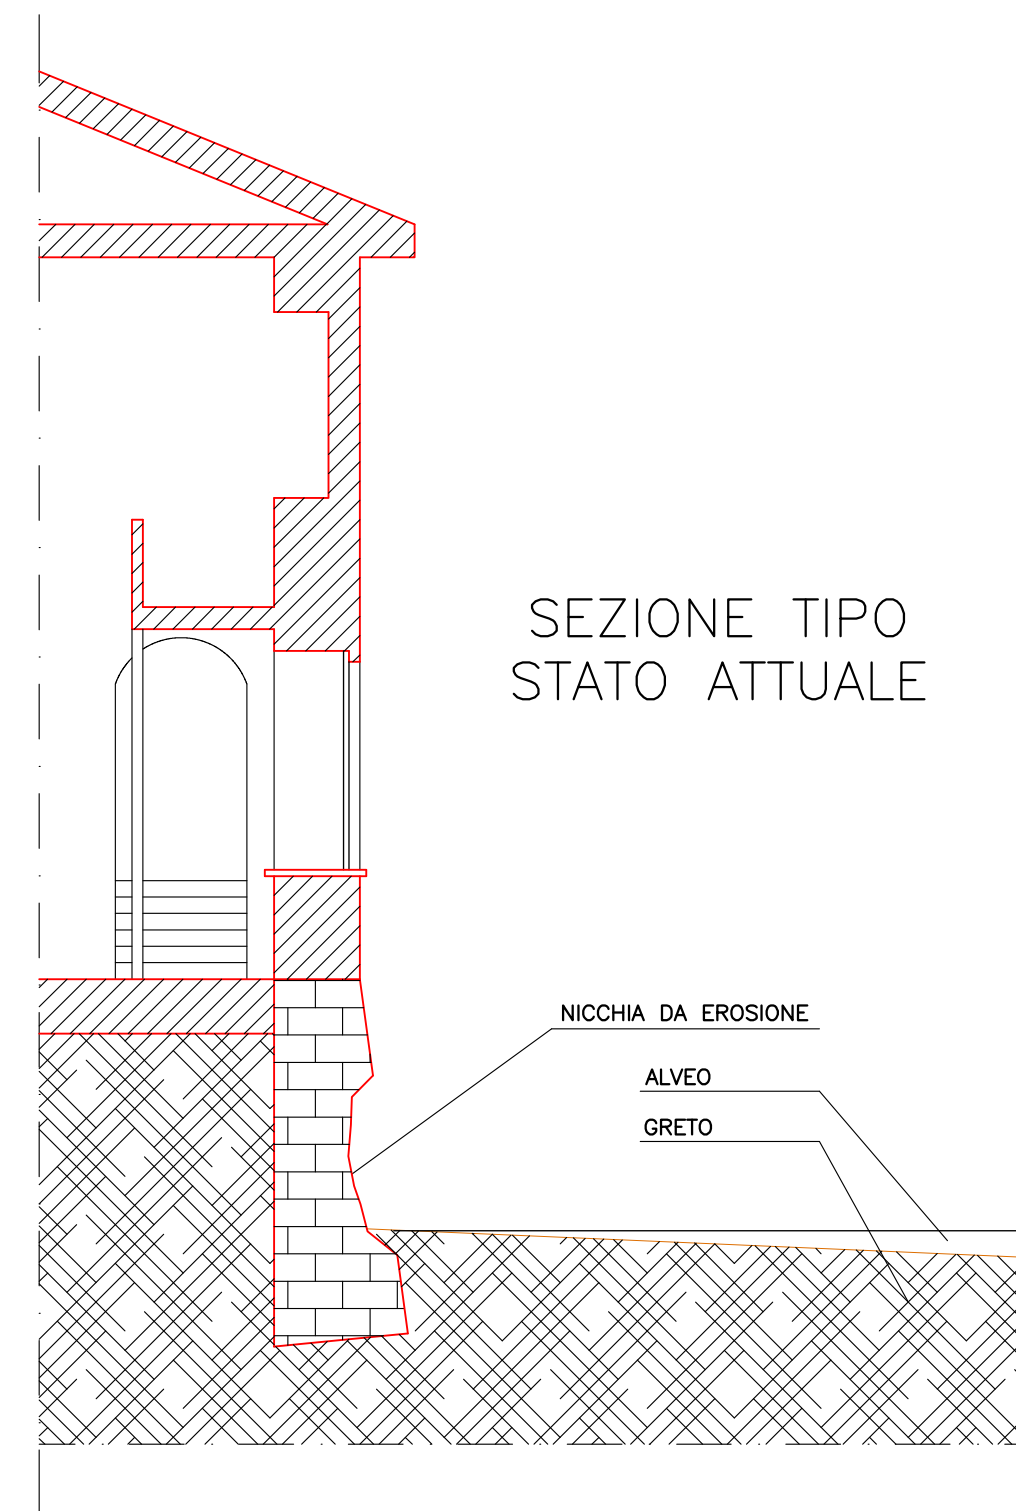 SEZIONE TIPO
STATO ATTUALE
NICCHIA DA EROSIONE
ALVEO
GRETO